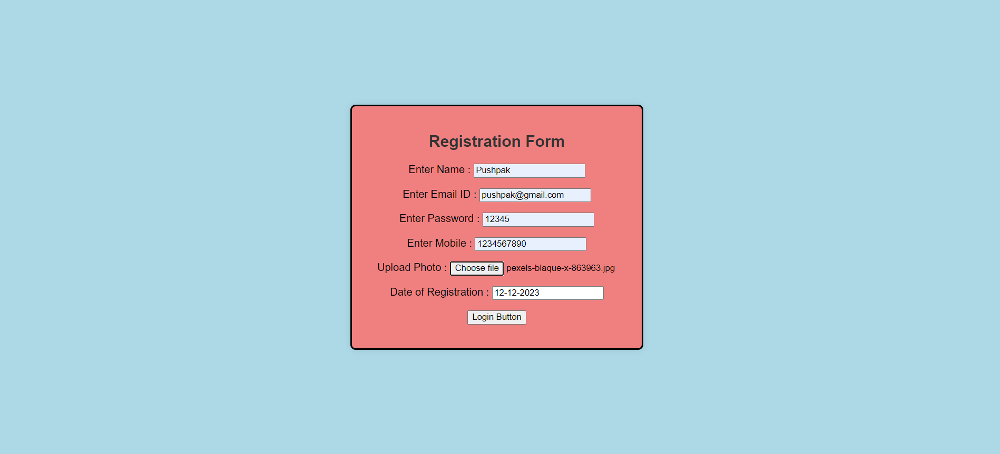 Registration Form
Enter Name : Pushpak
Enter Email ID : pushpak@gmail.com
Enter Password : 12345
Enter Mobile : 1234567890
Upload Photo : Choose file pexels-blaque-x-863963.jpg
Date of Registration : 12-12-2023
Login Button